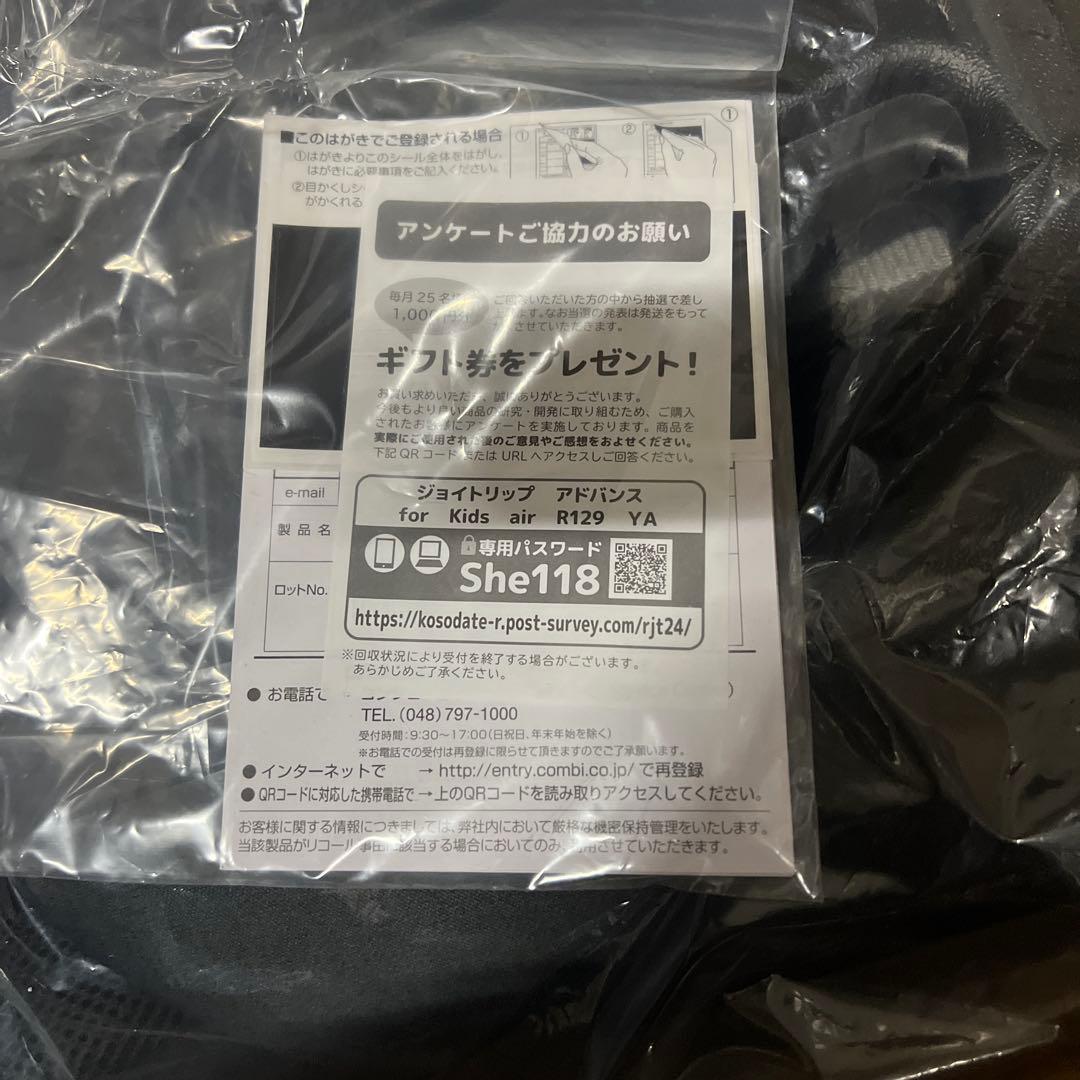 ■このはがきでご登録される場合
①はがきよりこのシール全体をはがし、
はがきに必要事項をご記入ください。
②目かくしシ
がかくれる
①
②
①
アンケートご協力のお願い
毎月25名
1,000円分
ご回答いただいた方の中から抽選で差し
上げます。なお当選の発表は発送をもって
かえさせていただきます。
ギフト券をプレゼント!
お買い求めいただき、誠にありがとうございます。
今後もより良い商品の研究・開発に取り組むため、ご購入
されたお客様にアンケートを実施しております。商品を
実際にご使用された後のご意見やご感想をおよせください。
下記QRコードまたはURLへアクセスしご回答ください。
ジョイトリップ アドバンス
for Kids air R129 YA
専用パスワード
She118
https://kosodate-r.post-survey.com/rjt24/
※回収状況により受付を終了する場合がございます。
あらかじめご了承ください。
e-mail
製品名
ロットNo.
● お電話で
TEL.(048)797-1000
受付時間:9:30~17:00(日祝日、年末年始を除く)
※お電話での受付は再登録に限らせて頂きますのでご了承願います。
● インターネットで →http://entry.combi.co.jp/ で再登録
● QRコードに対応した携帯電話で →上のQRコードを読み取りアクセスしてください。
お客様に関する情報につきましては、弊社内において厳格な機密保持管理をいたします。
当該製品がリコール事由に該当する場合においてのみ、利用させていただきます。